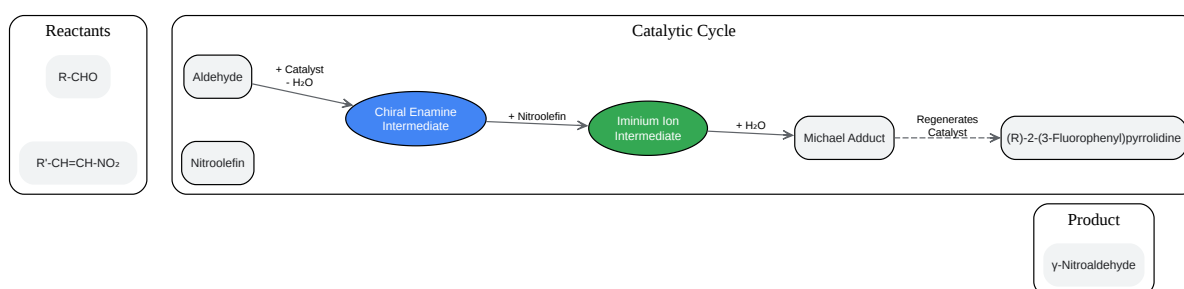 Reactants
R-CHO
R'-CH=CH-NO₂
Catalytic Cycle
Aldehyde
+ Catalyst
- H₂O
Chiral Enamine
Intermediate
+ Nitroolefin
Iminium Ion
Intermediate
+ H₂O
Michael Adduct
Regenerates
Catalyst
(R)-2-(3-Fluorophenyl)pyrrolidine
Nitroolefin
Product
γ-Nitroaldehyde